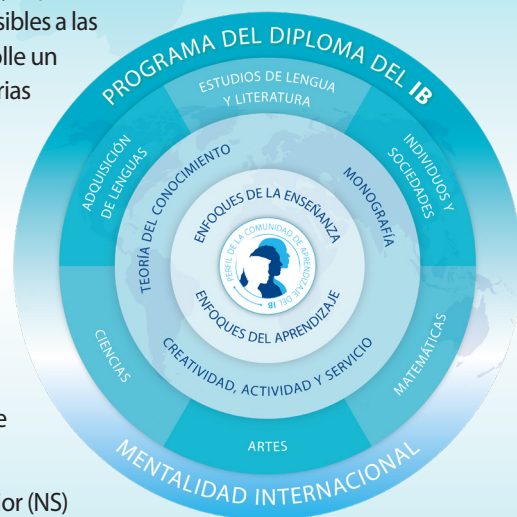 sibles a las
lle un
rias
e
or (NS)
PROGRAMA DEL DIPLOMA DEL IB
ESTUDIOS DE LENGUA
Y LITERATURA
ADQUISICIÓN
DE LENGUAS
INDIVIDUOS Y
SOCIEDADES
TEORÍA DEL CONOCIMIENTO
MONOGRAFÍA
ENFOQUES DE LA ENSEÑANZA
PERFIL DE LA COMUNIDAD DE APRENDIZAJE DEL IB
ENFOQUES DEL APRENDIZAJE
CREATIVIDAD, ACTIVIDAD Y SERVICIO
CIENCIAS
MATEMÁTICAS
ARTES
MENTALIDAD INTERNACIONAL